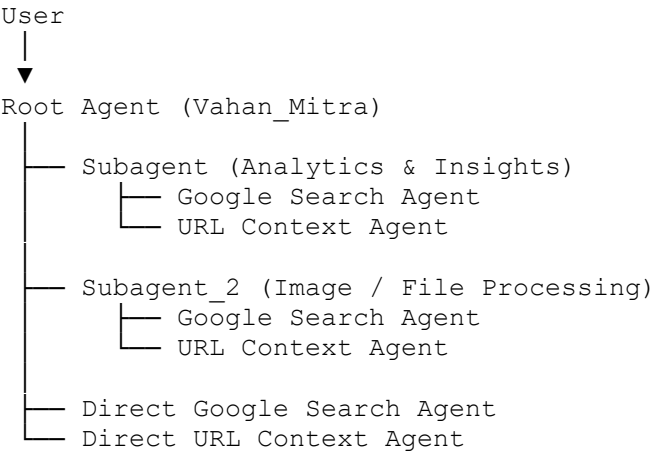 User
Root Agent (Vahan_Mitra)
Subagent (Analytics & Insights)
Google Search Agent
URL Context Agent
Subagent_2 (Image / File Processing)
Google Search Agent
URL Context Agent
Direct Google Search Agent
Direct URL Context Agent